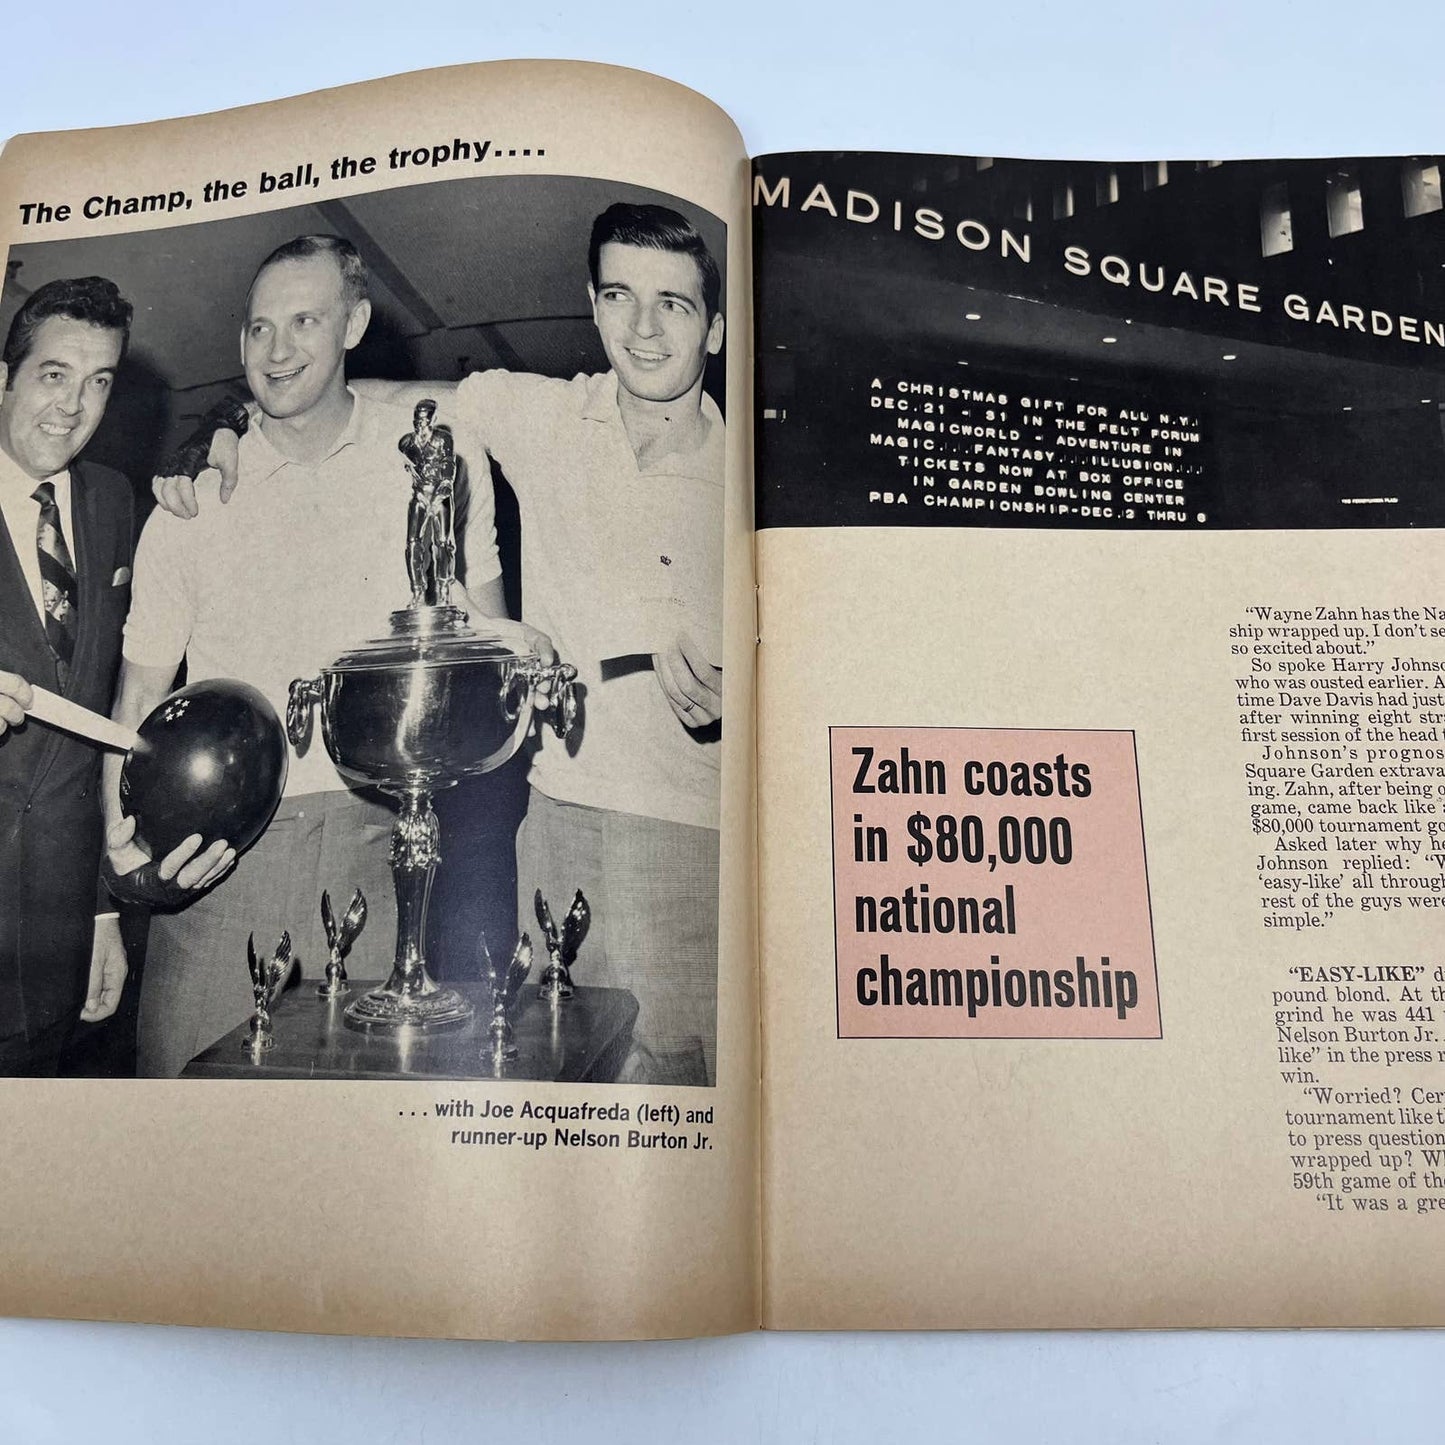 The Champ, the ball, the trophy....
... with Joe Acquafreda (left) and
runner-up Nelson Burton Jr.
MADISON SQUARE GARDEN
A CHRISTMAS GIFT FOR ALL N.Y.!
DEC. 21 - 31 IN THE FELT FORUM
MAGICWORLD - ADVENTURE IN
MAGIC...FANTASY...ILLUSION...
TICKETS NOW AT BOX OFFICE
IN GARDEN BOWLING CENTER
PBA CHAMPIONSHIP-DEC. 2 THRU 8
Zahn coasts
in $80,000
national
championship
“Wayne Zahn has the Na
ship wrapped up. I don't se
so excited about.”
So spoke Harry Johnso
who was ousted earlier. A
time Dave Davis had just
after winning eight stra
first session of the head t
Johnson's prognos
Square Garden extrava
ing. Zahn, after being o
game, came back like a
$80,000 tournament go
Asked later why he
Johnson replied: “W
‘easy-like’ all through
rest of the guys were
simple.”
“EASY-LIKE” d
pound blond. At th
grind he was 441
Nelson Burton Jr.
like” in the press r
win.
“Worried? Cer
tournament like t
to press question
wrapped up? Wh
59th game of the
“It was a gre